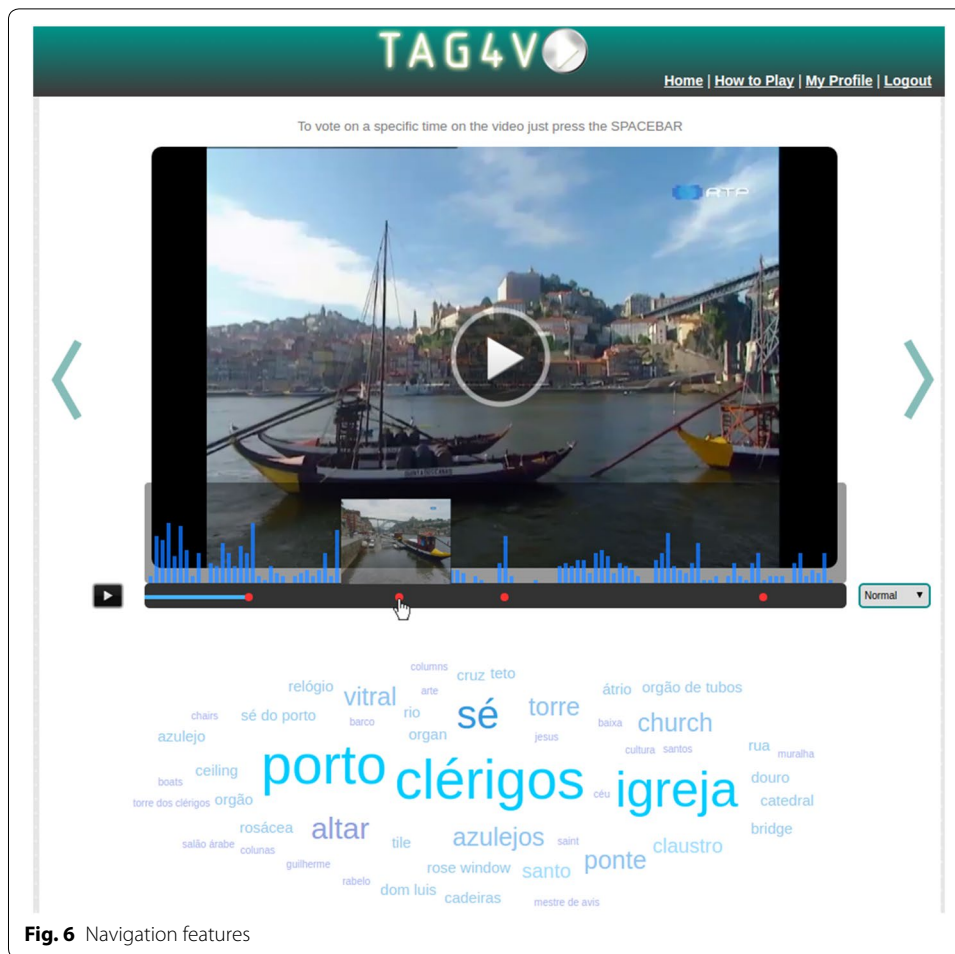 TAG4V
Home | How to Play | My Profile | Logout
To vote on a specific time on the video just press the SPACEBAR
RTP
Normal
columns
cruz teto
relógio vitral arte átrio orgão de tubos
chairs sé do porto barco rio sé torre baixa church
azulejo organ jesus cultura santos rua muralha
boats ceiling porto clérigos céu igreja douro
torre dos clérigos orgão catedral
rosácea altar tile azulejos saint bridge
salão árabe colunas claustro
guilherme rose window santo ponte
rabelo dom luis cadeiras mestre de avis
Fig. 6 Navigation features